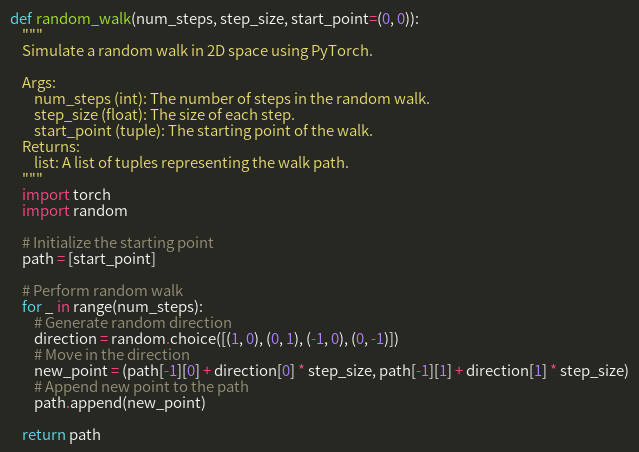 def random_walk(num_steps, step_size, start_point=(0, 0)):
    """
    Simulate a random walk in 2D space using PyTorch.

    Args:
        num_steps (int): The number of steps in the random walk.
        step_size (float): The size of each step.
        start_point (tuple): The starting point of the walk.
    Returns:
        list: A list of tuples representing the walk path.
    """
    import torch
    import random

    # Initialize the starting point
    path = [start_point]

    # Perform random walk
    for _ in range(num_steps):
        # Generate random direction
        direction = random.choice([(1, 0), (0, 1), (-1, 0), (0, -1)])
        # Move in the direction
        new_point = (path[-1][0] + direction[0] * step_size, path[-1][1] + direction[1] * step_size)
        # Append new point to the path
        path.append(new_point)

    return path